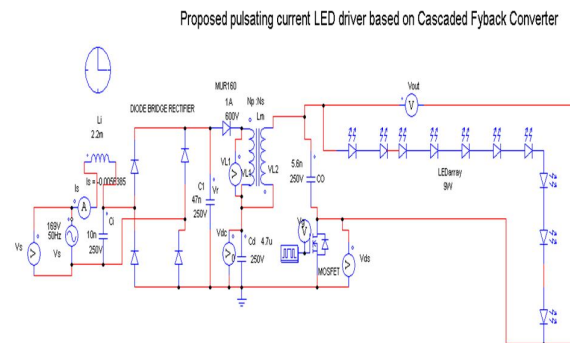 Proposed pulsating current LED driver based on Cascaded Fyback Converter
MUR160
1A
600V
Np :Ns
Lm
Vout
V
Li
2.2m
DIODE BRIDGE RECTIFIER
Is = -0.0056385
Is
A
VL1
VL2
5.6n
250V
CO
LEDarray
9W
C1
47n
250V
Vr
169V
50Hz
Vs
Vs
10n
Ci
250V
Vdc
Cd
4.7u
250V
V
MOSFET
Vds